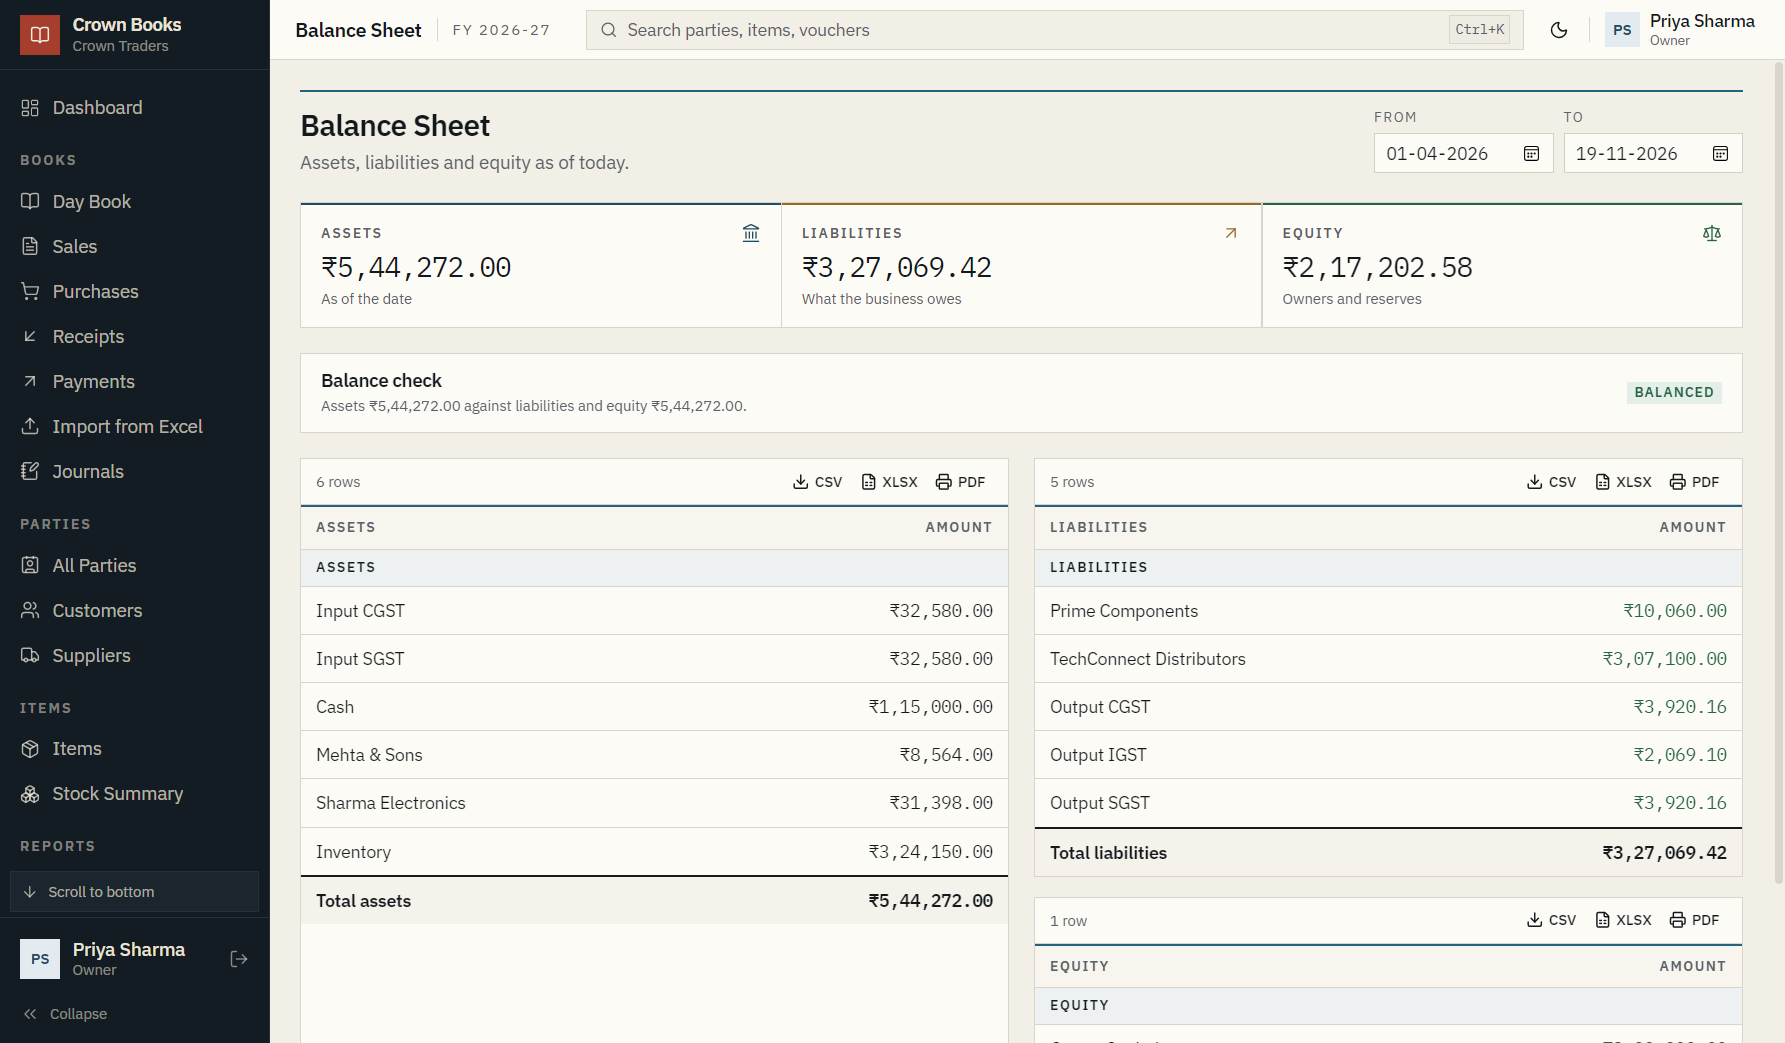 Crown Books
Crown Traders
Dashboard
BOOKS
Day Book
Sales
Purchases
Receipts
Payments
Import from Excel
Journals
PARTIES
All Parties
Customers
Suppliers
ITEMS
Items
Stock Summary
REPORTS
Scroll to bottom
PS
Priya Sharma
Owner
Collapse
Balance Sheet
FY 2026-27
Search parties, items, vouchers
Ctrl+K
PS
Priya Sharma
Owner
Balance Sheet
Assets, liabilities and equity as of today.
FROM
01-04-2026
TO
19-11-2026
ASSETS
₹5,44,272.00
As of the date
LIABILITIES
₹3,27,069.42
What the business owes
EQUITY
₹2,17,202.58
Owners and reserves
Balance check
Assets ₹5,44,272.00 against liabilities and equity ₹5,44,272.00.
BALANCED
6 rows CSV XLSX PDF
ASSETS AMOUNT
ASSETS
Input CGST ₹32,580.00
Input SGST ₹32,580.00
Cash ₹1,15,000.00
Mehta & Sons ₹8,564.00
Sharma Electronics ₹31,398.00
Inventory ₹3,24,150.00
Total assets ₹5,44,272.00
5 rows CSV XLSX PDF
LIABILITIES AMOUNT
LIABILITIES
Prime Components ₹10,060.00
TechConnect Distributors ₹3,07,100.00
Output CGST ₹3,920.16
Output IGST ₹2,069.10
Output SGST ₹3,920.16
Total liabilities ₹3,27,069.42
1 row CSV XLSX PDF
EQUITY AMOUNT
EQUITY